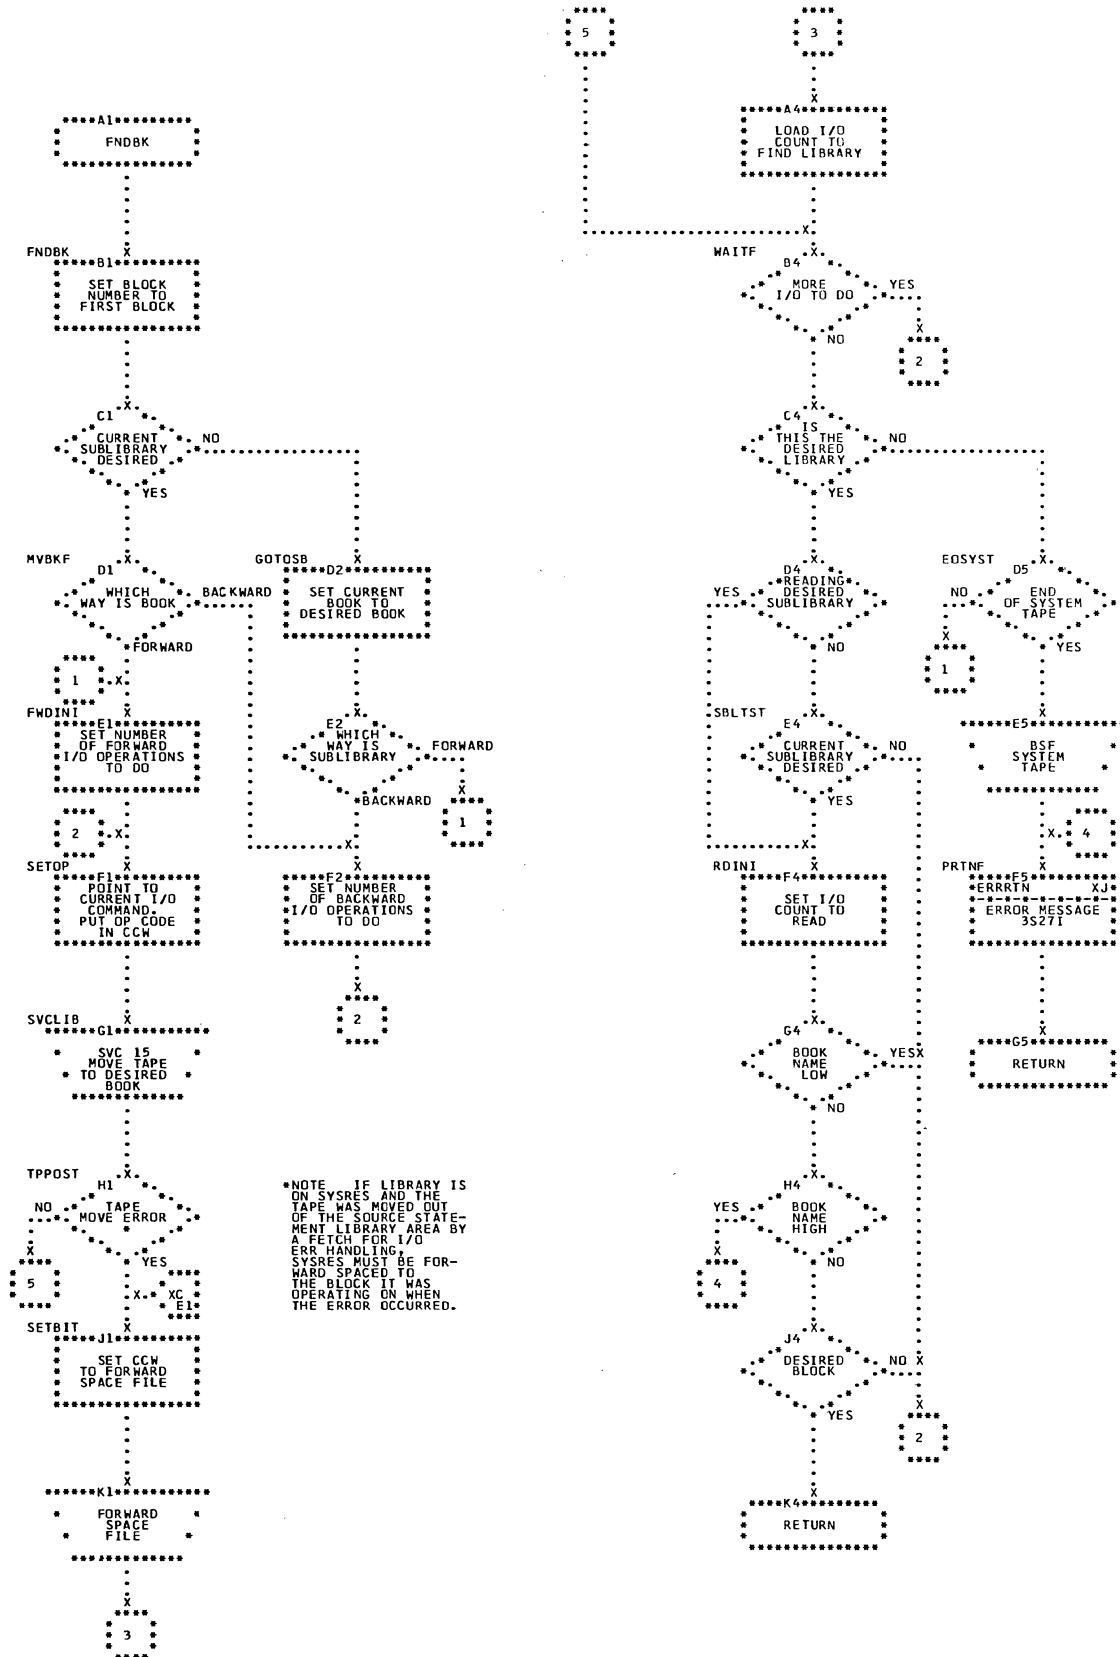 5
3
A1
FNDBK
A4
LOAD I/O
COUNT TO
FIND LIBRARY
FNDBK
B1
SET BLOCK
NUMBER TO
FIRST BLOCK
WAITF
B4
MORE
I/O TO DO
YES
NO
2
C1
CURRENT
SUBLIBRARY
DESIRED
NO
YES
C4
IS
THIS THE
DESIRED
LIBRARY
NO
YES
MVBKF
D1
WHICH
WAY IS BOOK
BACKWARD
FORWARD
GOTOSB
D2
SET CURRENT
BOOK TO
DESIRED BOOK
D4
READING
DESIRED
SUBLIBRARY
YES
NO
EOSYST
D5
END
OF SYSTEM
TAPE
NO
YES
1
1
FWDINI
E1
SET NUMBER
OF FORWARD
I/O OPERATIONS
TO DO
E2
WHICH
WAY IS
SUBLIBRARY
FORWARD
BACKWARD
1
SBLTST
E4
CURRENT
SUBLIBRARY
DESIRED
NO
YES
E5
BSF
SYSTEM
TAPE
2
4
SETOP
F1
POINT TO
CURRENT I/O
COMMAND.
PUT OP CODE
IN CCW
F2
SET NUMBER
OF BACKWARD
I/O OPERATIONS
TO DO
2
RDINI
F4
SET I/O
COUNT TO
READ
PRTNF
F5
ERRRTN XJ
ERROR MESSAGE
3S27I
SVCLIB
G1
SVC 15
MOVE TAPE
TO DESIRED
BOOK
G4
BOOK
NAME
LOW
YES
NO
G5
RETURN
TPPOST
H1
TAPE
MOVE ERROR
*
NO
YES
5
XC
E1
*NOTE IF LIBRARY IS
ON SYSRES AND THE
TAPE WAS MOVED OUT
OF THE SOURCE STATE-
MENT LIBRARY AREA BY
A FETCH FOR I/O
ERR HANDLING,
SYSRES MUST BE FOR-
WARD SPACED TO
THE BLOCK IT WAS
OPERATING ON WHEN
THE ERROR OCCURRED.
H4
BOOK
NAME
HIGH
YES
NO
4
SETBIT
J1
SET CCW
TO FORWARD
SPACE FILE
J4
DESIRED
BLOCK
NO
YES
2
K1
FORWARD
SPACE
FILE
K4
RETURN
3